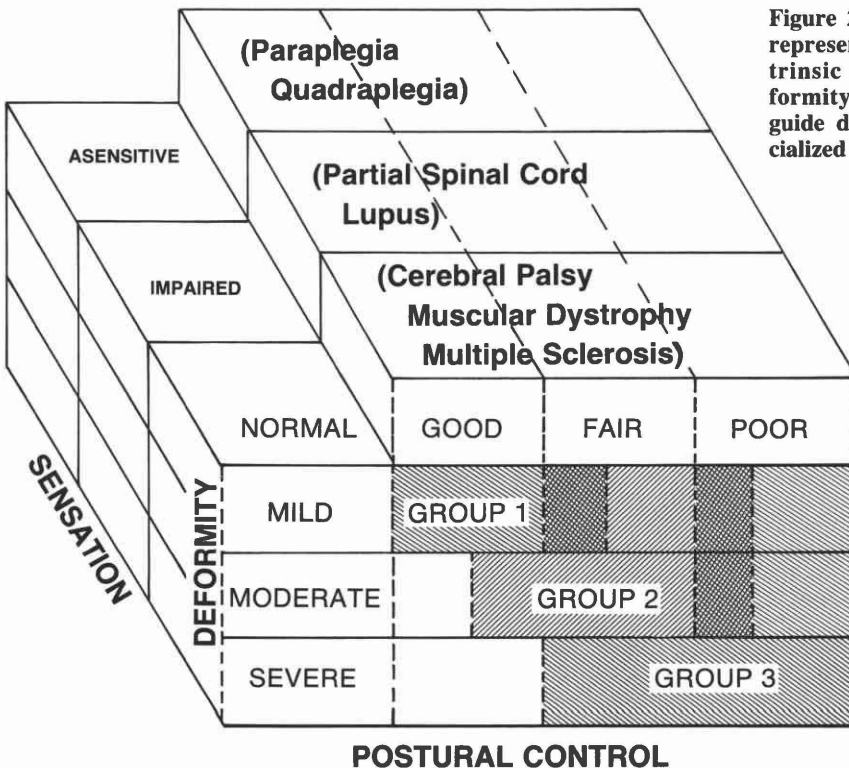 (Paraplegia
Quadraplegia)
Figure
represen
trinsic
formity
guide d
cialized
ASENSITIVE
(Partial Spinal Cord
Lupus)
IMPAIRED
(Cerebral Palsy
Muscular Dystrophy
Multiple Sclerosis)
NORMAL GOOD FAIR POOR
SENSATION
DEFORMITY
MILD GROUP 1
MODERATE GROUP 2
SEVERE GROUP 3
POSTURAL CONTROL